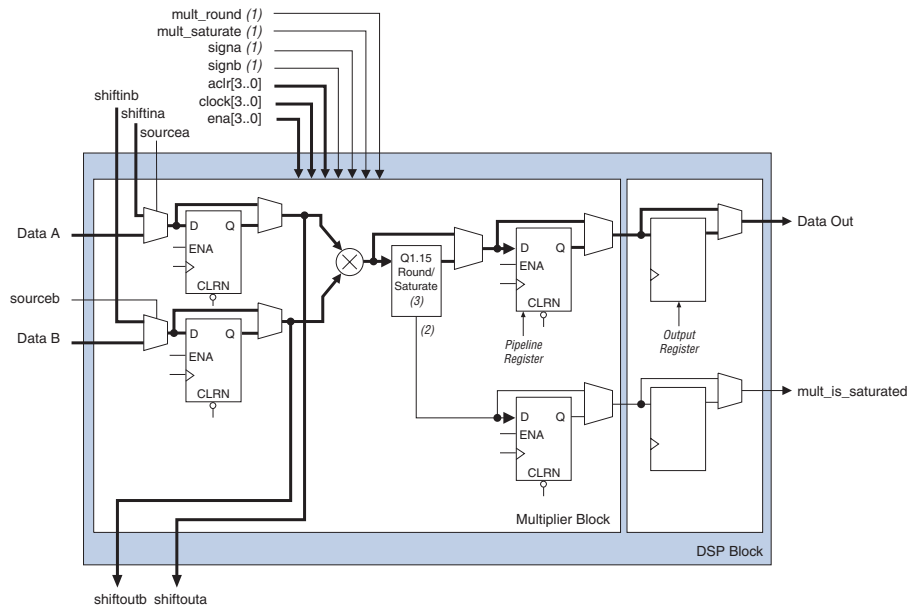 mult_round (1)
mult_saturate (1)
signa (1)
signb (1)
aclr[3..0]
clock[3..0]
ena[3..0]
shiftinb
shiftina
sourcea
Data A
D Q
ENA
CLRN
sourceb
Data B
D Q
ENA
CLRN
Q1.15
Round/
Saturate
(3)
(2)
D Q
ENA
CLRN
Pipeline
Register
Output
Register
Data Out
D Q
ENA
CLRN
mult_is_saturated
Multiplier Block
DSP Block
shiftoutb shiftouta